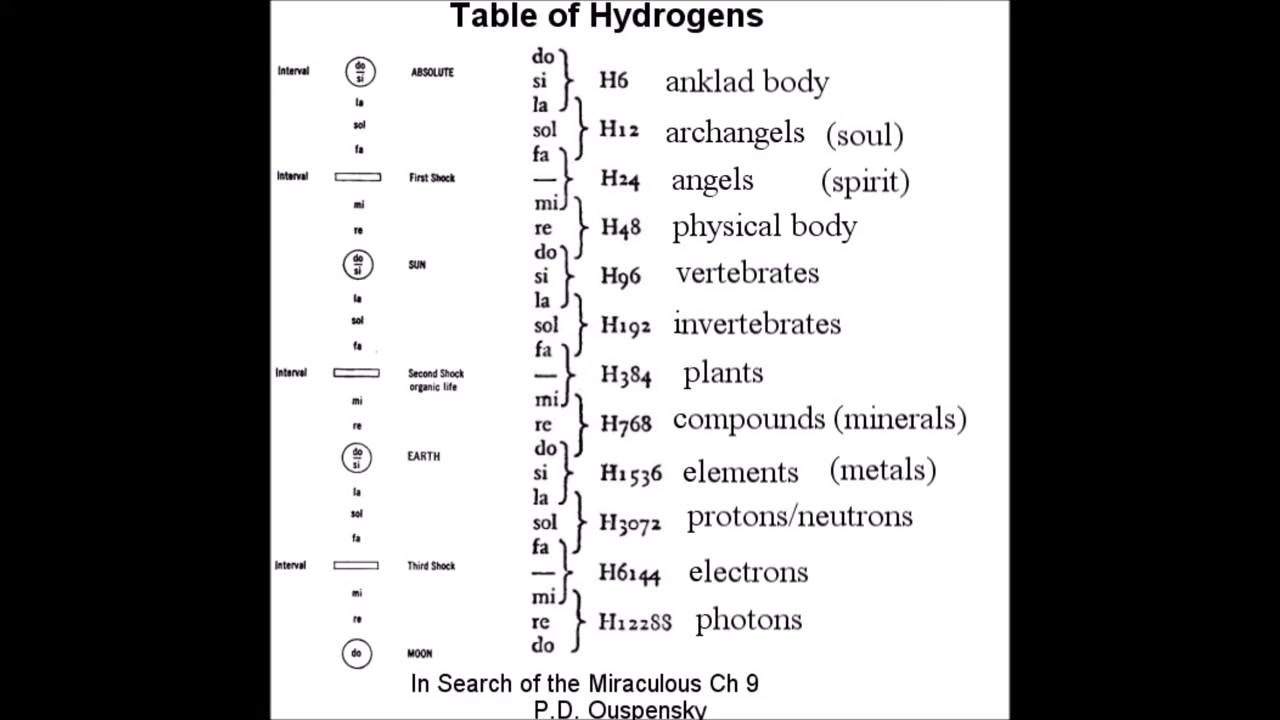 Table of Hydrogens
do
Interval do si ABSOLUTE si H6 anklad body
la la
sol sol H12 archangels (soul)
fa fa
Interval First Shock — H24 angels (spirit)
mi mi
re re H48 physical body
do si SUN do
si H96 vertebrates
la la
sol sol H192 invertebrates
fa fa
Interval Second Shock — H384 plants
organic life
mi mi
re re H768 compounds (minerals)
do si EARTH do
si H1536 elements (metals)
la la
sol sol H3072 protons/neutrons
fa fa
Interval Third Shock — H6144 electrons
mi mi
re re H12288 photons
do MOON do
In Search of the Miraculous Ch 9
P.D. Ouspensky